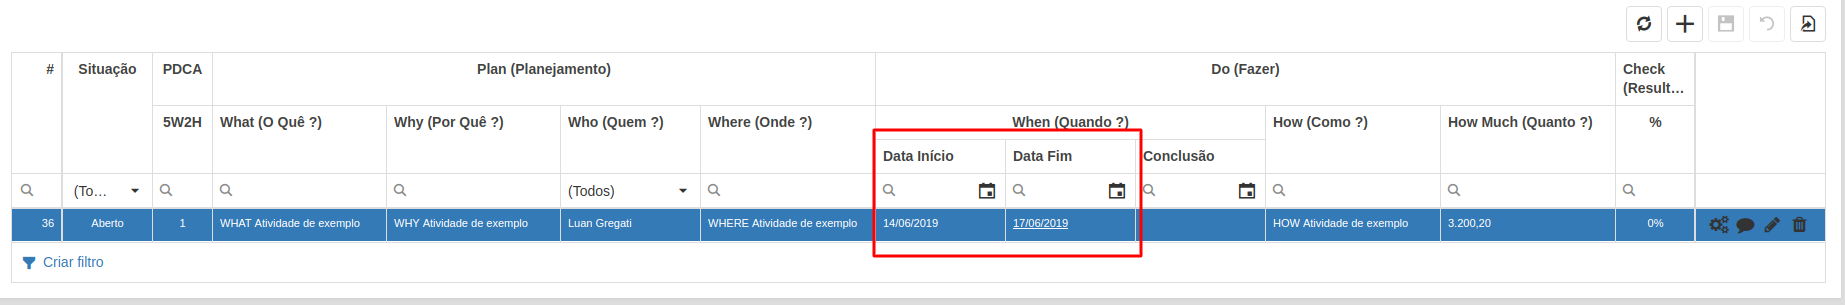 # Situação PDCA Plan (Planejamento) Do (Fazer) Check (Result...
5W2H What (O Quê ?) Why (Por Quê ?) Who (Quem ?) Where (Onde ?) When (Quando ?) How (Como ?) How Much (Quanto ?) %
Data Início Data Fim Conclusão
(To... (Todos)
36 Aberto 1 WHAT Atividade de exemplo WHY Atividade de exemplo Luan Gregati WHERE Atividade de exemplo 14/06/2019 17/06/2019 HOW Atividade de exemplo 3.200,20 0%
Criar filtro